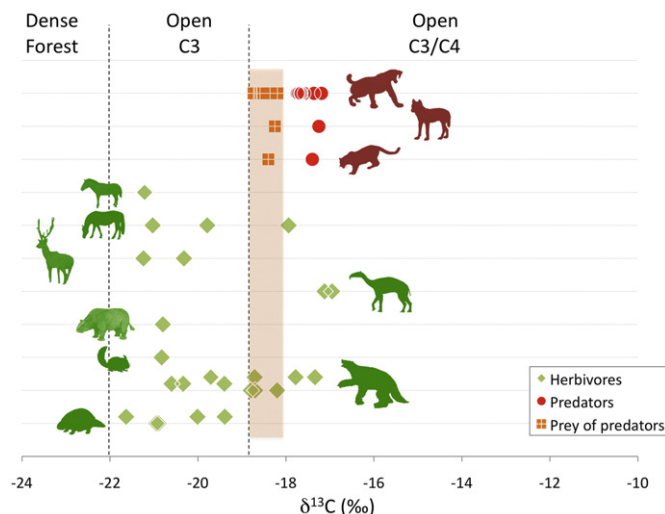 Dense Forest
Open C3
Open C3/C4
Herbivores
Predators
Prey of predators
-24 -22 -20 -18 -16 -14 -12 -10
δ¹³C (‰)